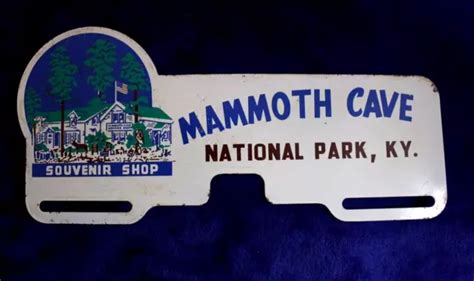 MAMMOTH CAVE
NATIONAL PARK, KY.
SOUVENIR SHOP